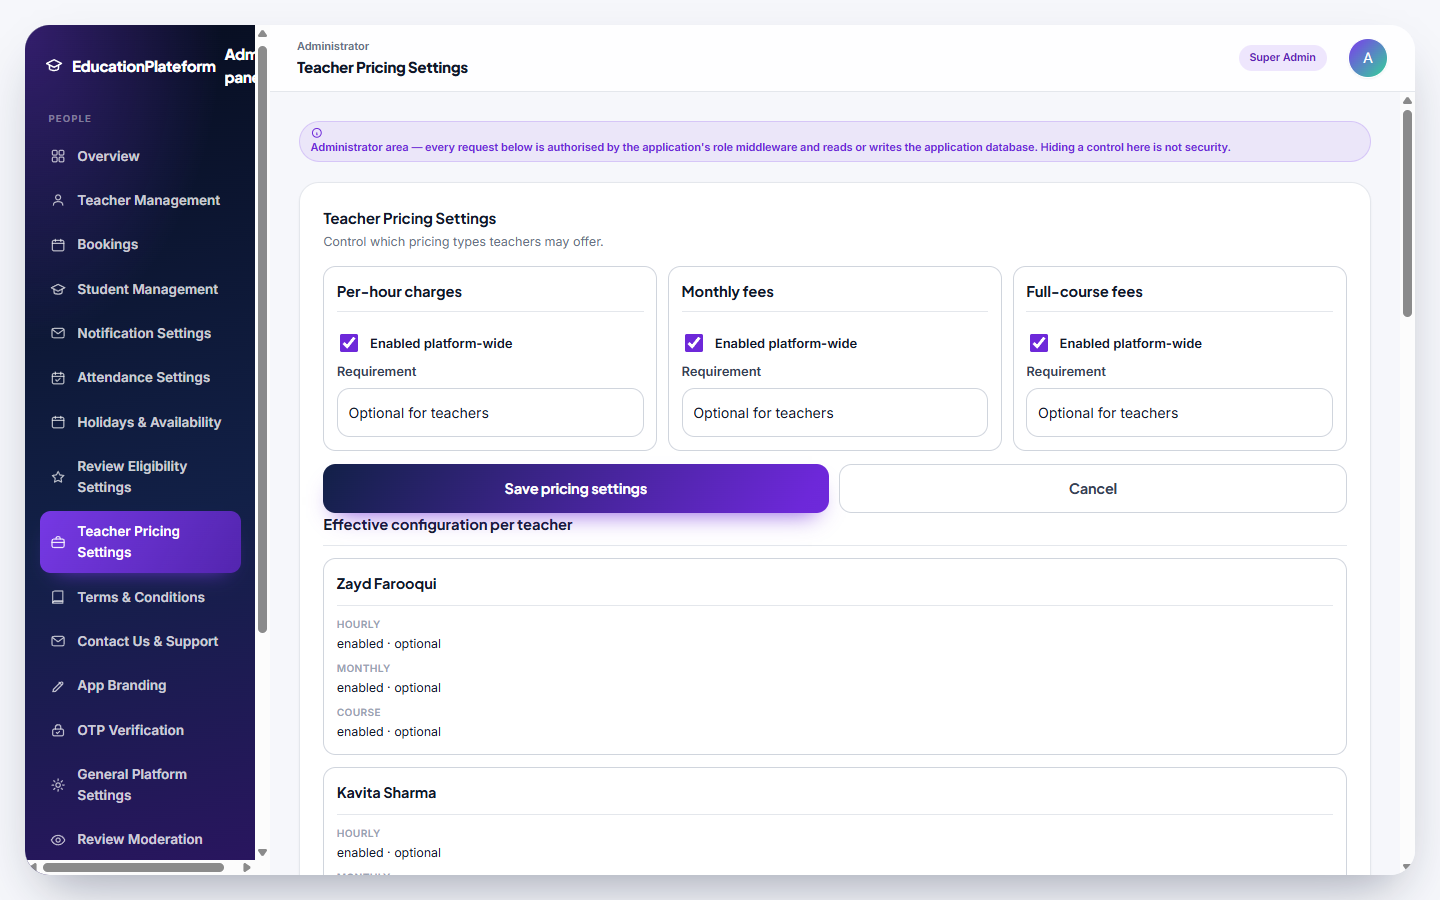 EducationPlateform
PEOPLE
Overview
Teacher Management
Bookings
Student Management
Notification Settings
Attendance Settings
Holidays & Availability
Review Eligibility
Settings
Teacher Pricing
Settings
Terms & Conditions
Contact Us & Support
App Branding
OTP Verification
General Platform
Settings
Review Moderation
Administrator
Teacher Pricing Settings
Super Admin
A
Administrator area — every request below is authorised by the application's role middleware and reads or writes the application database. Hiding a control here is not security.
Teacher Pricing Settings
Control which pricing types teachers may offer.
Per-hour charges
Enabled platform-wide
Requirement
Optional for teachers
Monthly fees
Enabled platform-wide
Requirement
Optional for teachers
Full-course fees
Enabled platform-wide
Requirement
Optional for teachers
Save pricing settings
Cancel
Effective configuration per teacher
Zayd Farooqui
HOURLY
enabled · optional
MONTHLY
enabled · optional
COURSE
enabled · optional
Kavita Sharma
HOURLY
enabled · optional